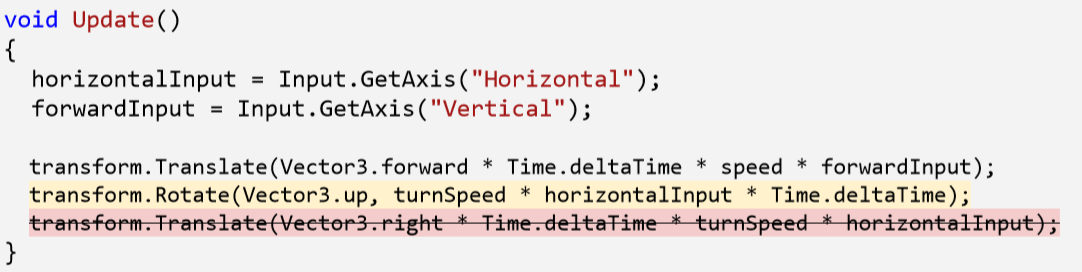 void Update()
{
horizontalInput = Input.GetAxis("Horizontal");
forwardInput = Input.GetAxis("Vertical");
transform.Translate(Vector3.forward * Time.deltaTime * speed * forwardInput);
transform.Rotate(Vector3.up, turnSpeed * horizontalInput * Time.deltaTime);
transform.Translate(Vector3.right * Time.deltaTime * turnSpeed * horizontalInput);
}